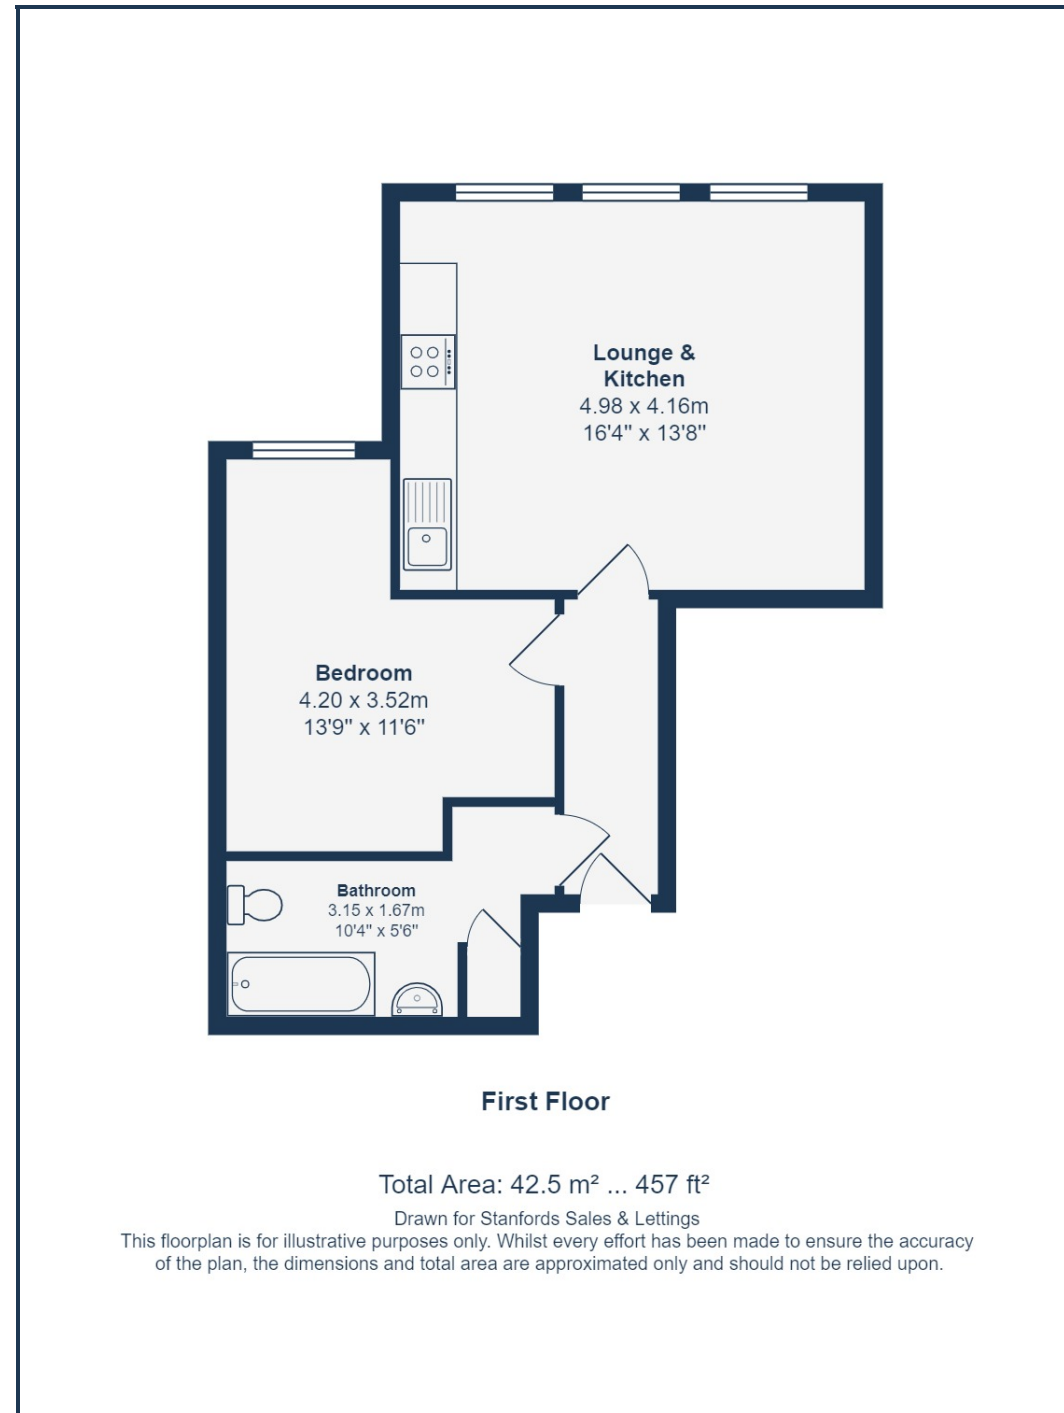 Lounge &
Kitchen
4.98 x 4.16m
16'4" x 13'8"
Bedroom
4.20 x 3.52m
13'9" x 11'6"
Bathroom
3.15 x 1.67m
10'4" x 5'6"
First Floor
Total Area: 42.5 m² ... 457 ft²
Drawn for Stanfords Sales & Lettings
This floorplan is for illustrative purposes only. Whilst every effort has been made to ensure the accuracy
of the plan, the dimensions and total area are approximated only and should not be relied upon.